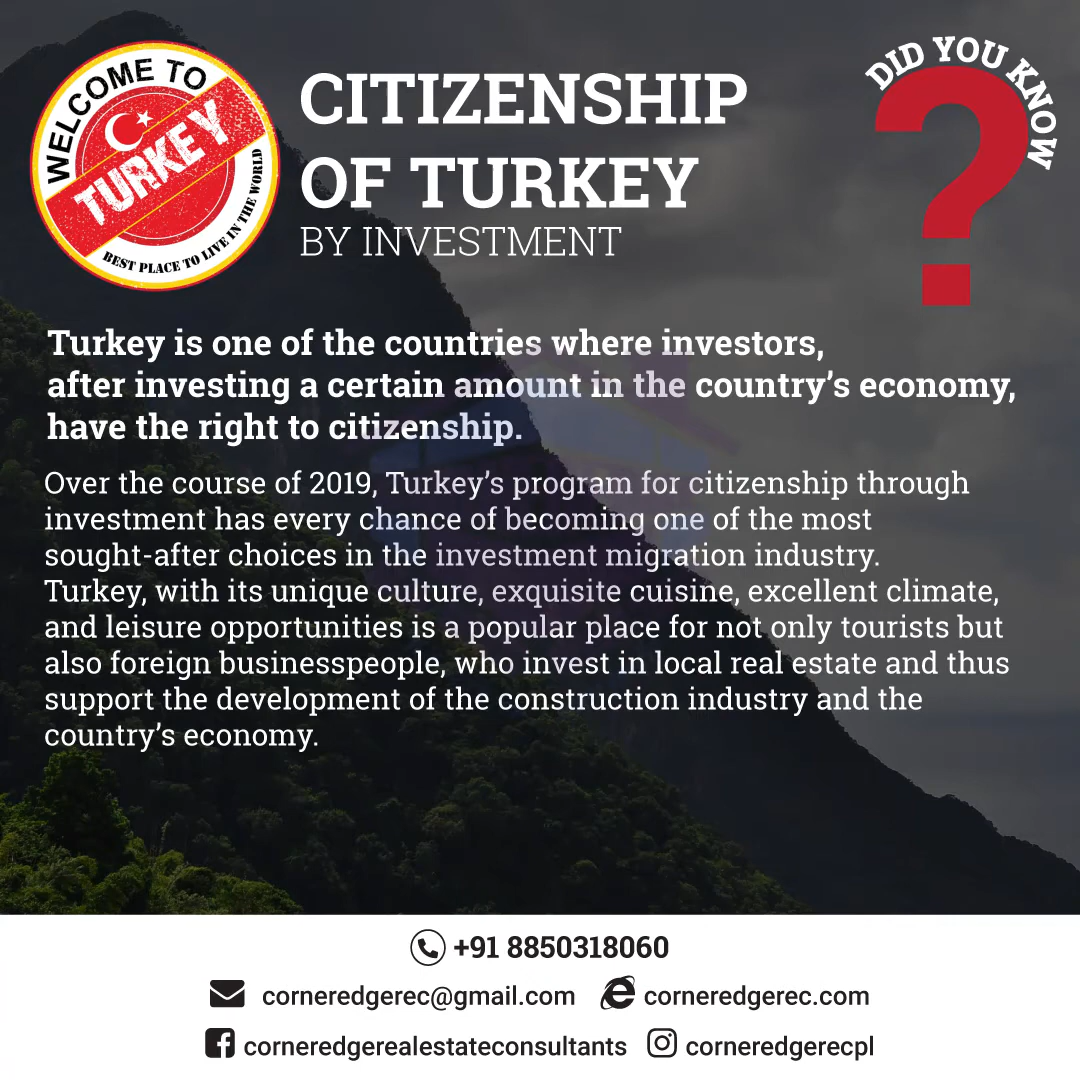 WELCOME TO
TURKEY
BEST PLACE TO LIVE IN THE WORLD
CITIZENSHIP
OF TURKEY
BY INVESTMENT
DID YOU KNOW
?
Turkey is one of the countries where investors,
after investing a certain amount in the country’s economy,
have the right to citizenship.
Over the course of 2019, Turkey’s program for citizenship through
investment has every chance of becoming one of the most
sought-after choices in the investment migration industry.
Turkey, with its unique culture, exquisite cuisine, excellent climate,
and leisure opportunities is a popular place for not only tourists but
also foreign businesspeople, who invest in local real estate and thus
support the development of the construction industry and the
country’s economy.
+91 8850318060
corneredgerec@gmail.com corneredgerec.com
corneredgerealestateconsultants corneredgerecpl